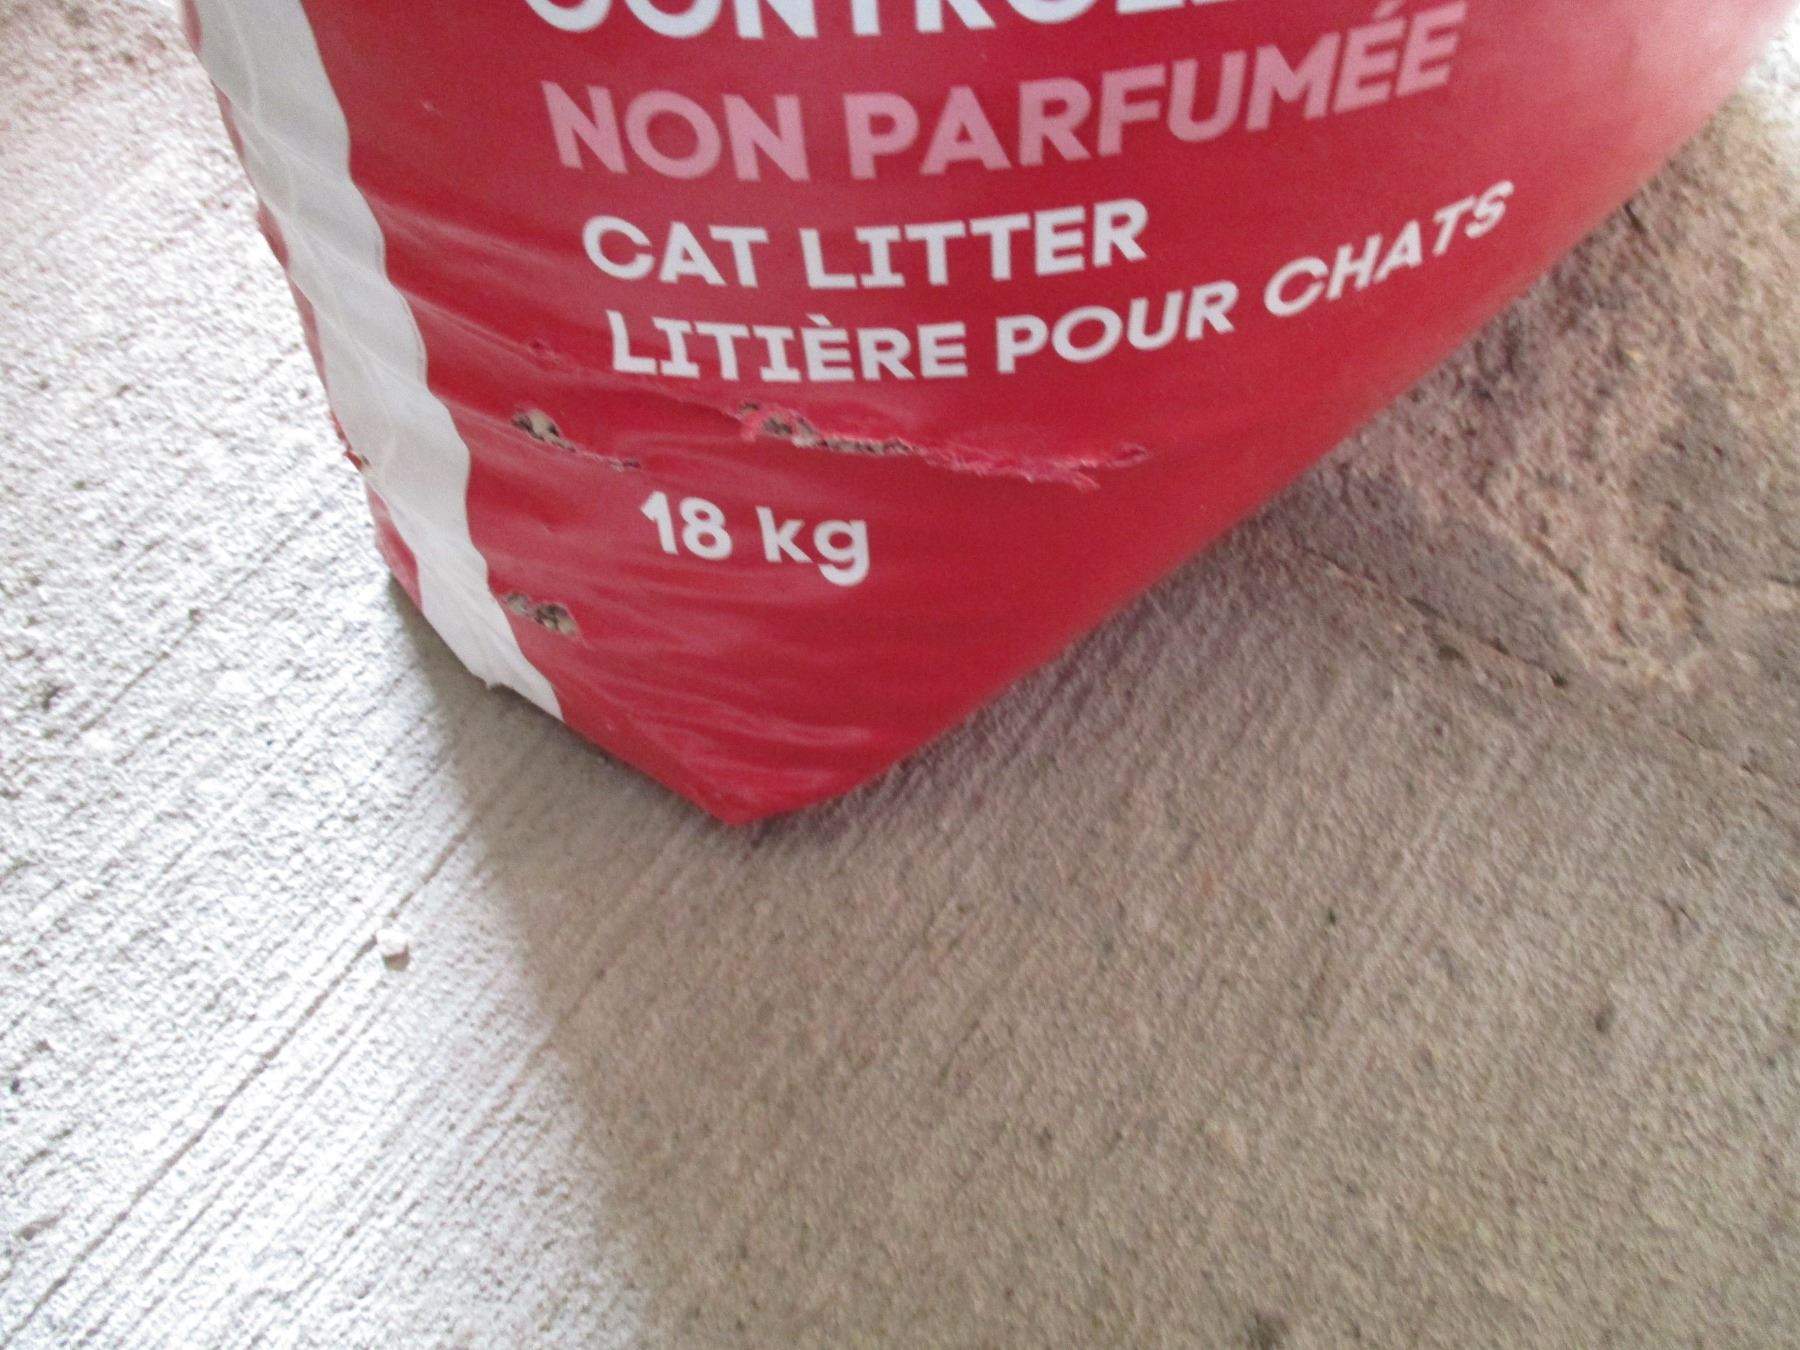 NON PARFUMÉE
CAT LITTER
LITIÈRE POUR CHATS
18 kg